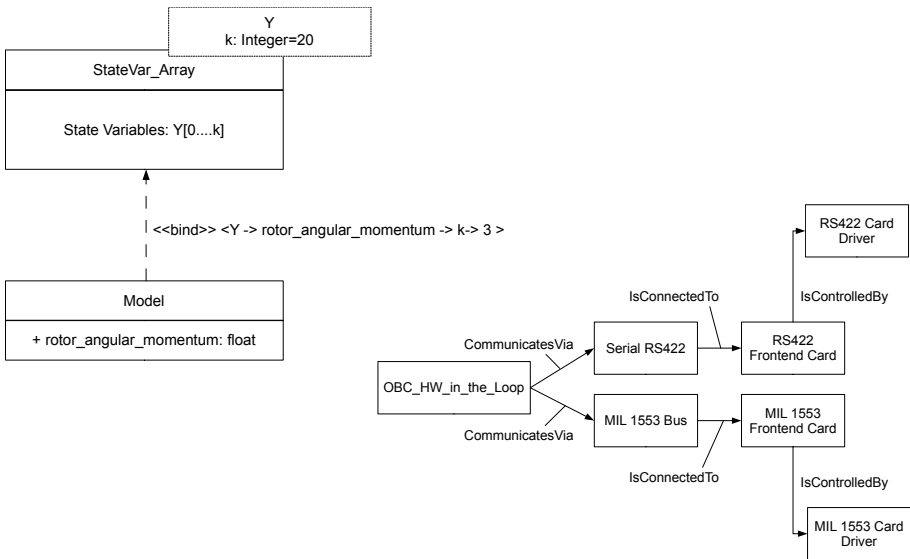 Y
k: Integer=20
StateVar_Array
State Variables: Y[0....k]
<<bind>> <Y -> rotor_angular_momentum -> k-> 3 >
Model
+ rotor_angular_momentum: float
RS422 Card
Driver
IsControlledBy
IsConnectedTo
CommunicatesVia
Serial RS422
RS422
Frontend Card
OBC_HW_in_the_Loop
MIL 1553 Bus
MIL 1553
Frontend Card
CommunicatesVia
IsConnectedTo
IsControlledBy
MIL 1553 Card
Driver